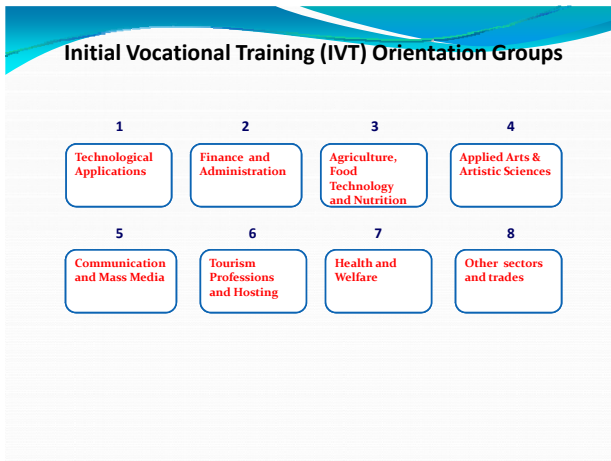 Initial Vocational Training (IVT) Orientation Groups
1 2 3 4
Technological
Applications
Finance and
Administration
Agriculture,
Food
Technology
and Nutrition
Applied Arts &
Artistic Sciences
5 6 7 8
Communication
and Mass Media
Tourism
Professions
and Hosting
Health and
Welfare
Other sectors
and trades